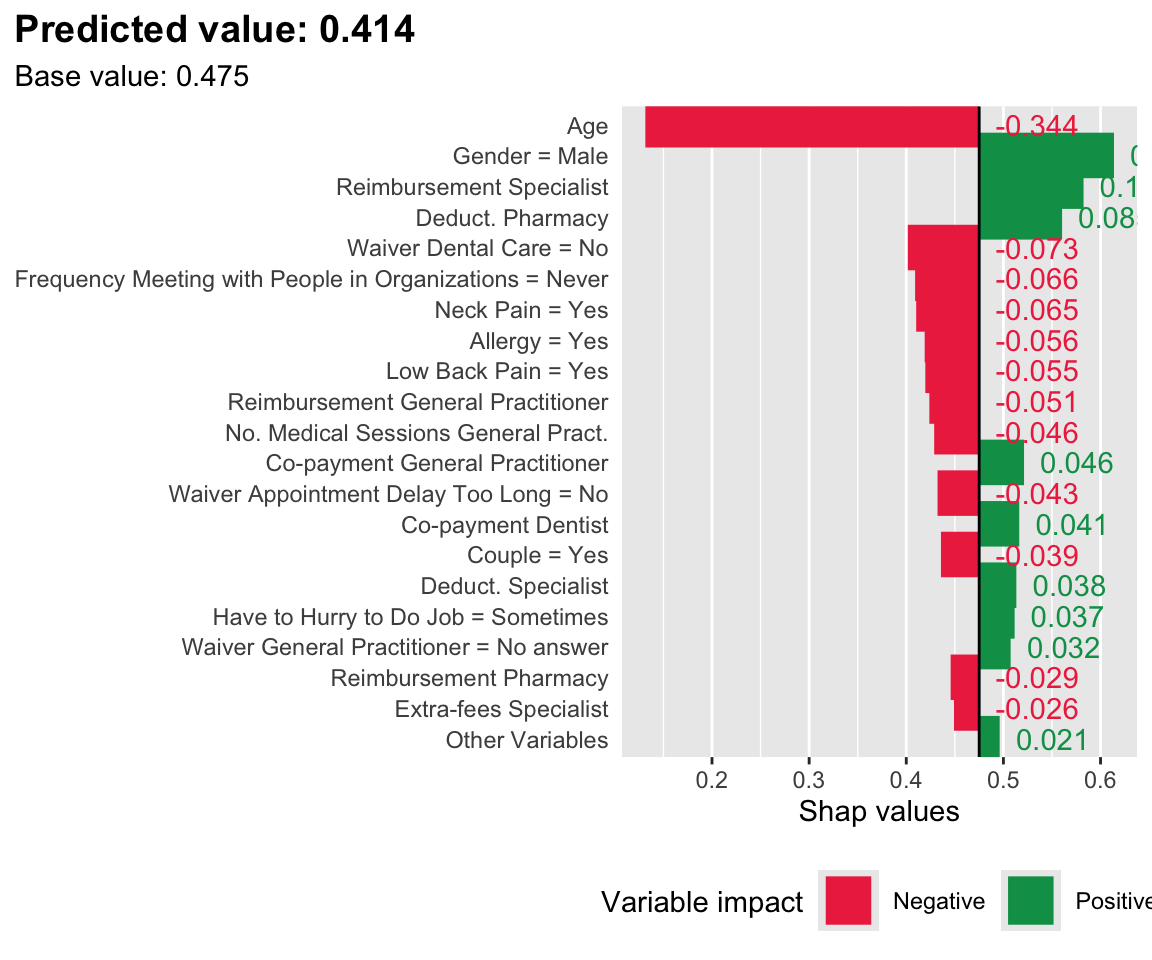 Predicted value: 0.414
Base value: 0.475
Age -0.344
Gender = Male
Reimbursement Specialist 0.1
Deduct. Pharmacy 0.08
Waiver Dental Care = No -0.073
Frequency Meeting with People in Organizations = Never -0.066
Neck Pain = Yes -0.065
Allergy = Yes -0.056
Low Back Pain = Yes -0.055
Reimbursement General Practitioner -0.051
No. Medical Sessions General Pract. -0.046
Co-payment General Practitioner 0.046
Waiver Appointment Delay Too Long = No -0.043
Co-payment Dentist 0.041
Couple = Yes -0.039
Deduct. Specialist 0.038
Have to Hurry to Do Job = Sometimes 0.037
Waiver General Practitioner = No answer 0.032
Reimbursement Pharmacy -0.029
Extra-fees Specialist -0.026
Other Variables 0.021
0.2 0.3 0.4 0.5 0.6
Shap values
Variable impact Negative Positive